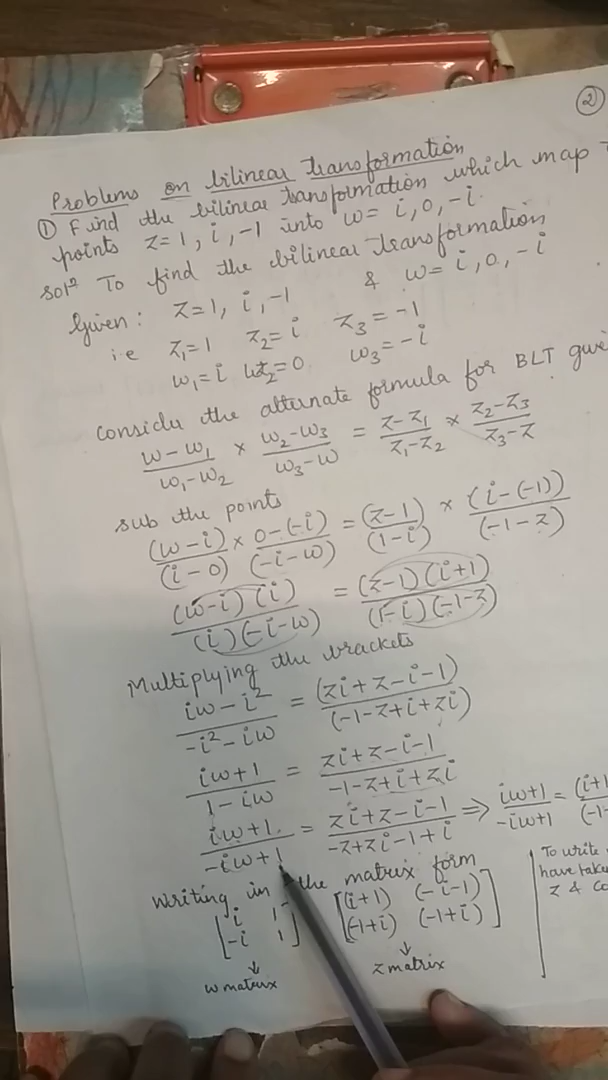 ②
Problems on bilinear transformation
① Find the bilinear transformation which map
points z=1, i, -1 into w= i, 0, -i.
solⁿ To find the bilinear transformation
Given: z=1, i, -1 & w= i, 0, -i
i.e z₁=1 z₂=i z₃=-1
w₁=i w₂=0 w₃=-i
consider the alternate formula for BLT give
(w-w₁)/(w₁-w₂) × (w₂-w₃)/(w₃-w) = (z-z₁)/(z₁-z₂) × (z₂-z₃)/(z₃-z)
sub the points
(w-i)/(i-0) × (0-(-i))/(-i-w) = (z-1)/(1-i) × (i-(-1))/(-1-z)
(w-i)(i)/(i)(-i-w) = (z-1)(i+1)/(1-i)(-1-z)
Multiplying the brackets
(iw-i²)/(-i²-iw) = (zi+z-i-1)/(-1-z+i+zi)
(iw+1)/(1-iw) = (zi+z-i-1)/(-1-z+i+zi)
(iw+1)/(-iw+1) = (zi+z-i-1)/(-z+zi-1+i) ⇒ (iw+1)/(-iw+1) = (i+1)/(-1-
writing in the matrix form
[i 1; -i 1] [(i+1) (-i-1); (-1+i) (-1+i)]
↓ ↓
w matrix z matrix
To write
have take
z & co